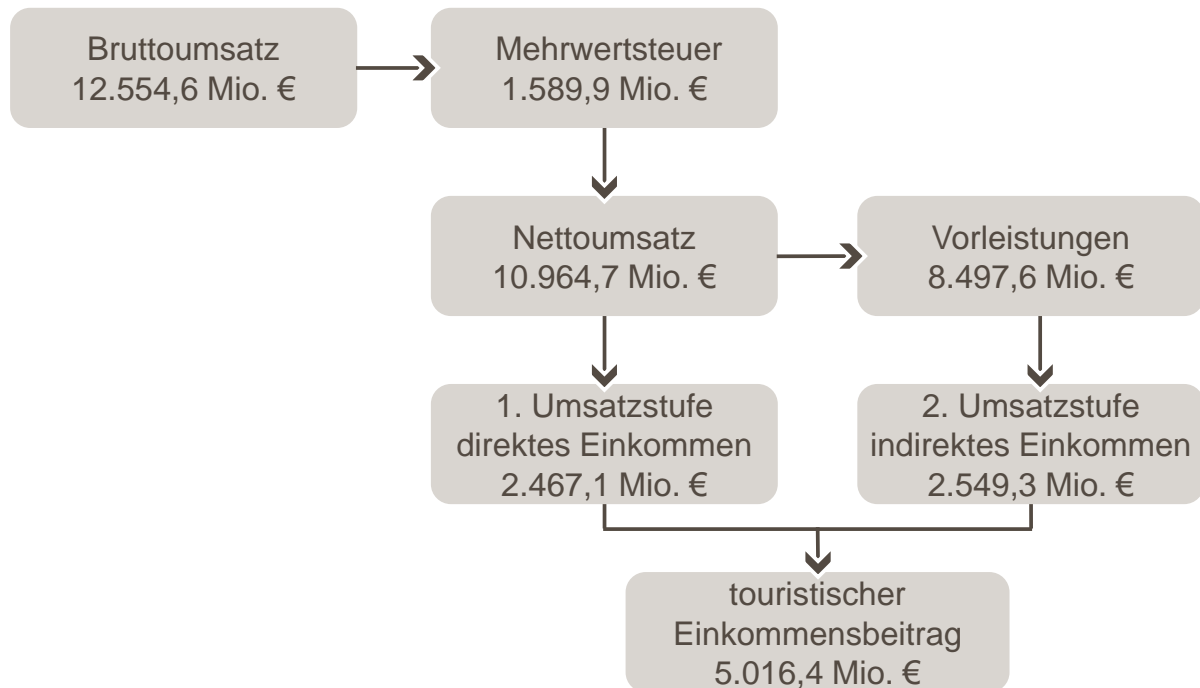 Bruttoumsatz
12.554,6 Mio. €
Mehrwertsteuer
1.589,9 Mio. €
Nettoumsatz
10.964,7 Mio. €
Vorleistungen
8.497,6 Mio. €
1. Umsatzstufe
direktes Einkommen
2.467,1 Mio. €
2. Umsatzstufe
indirektes Einkommen
2.549,3 Mio. €
touristischer
Einkommensbeitrag
5.016,4 Mio. €